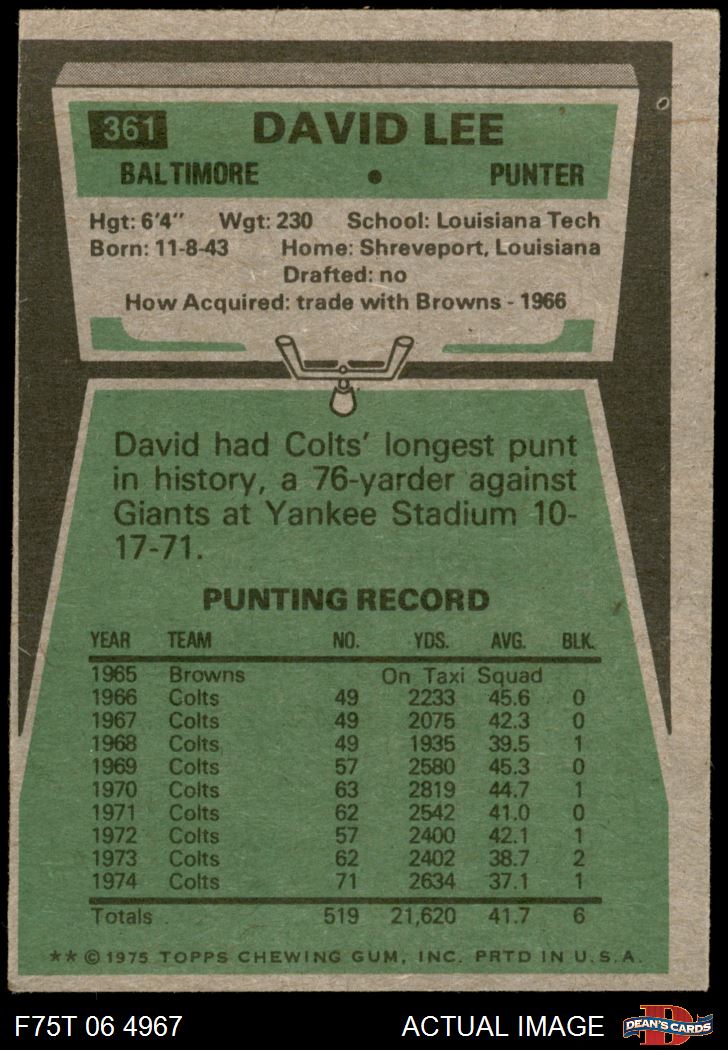 361 DAVID LEE
BALTIMORE • PUNTER
Hgt: 6'4" Wgt: 230 School: Louisiana Tech
Born: 11-8-43 Home: Shreveport, Louisiana
Drafted: no
How Acquired: trade with Browns - 1966
David had Colts' longest punt
in history, a 76-yarder against
Giants at Yankee Stadium 10-
17-71.
PUNTING RECORD
YEAR TEAM NO. YDS. AVG. BLK.
1965 Browns On Taxi Squad
1966 Colts 49 2233 45.6 0
1967 Colts 49 2075 42.3 0
1968 Colts 49 1935 39.5 1
1969 Colts 57 2580 45.3 0
1970 Colts 63 2819 44.7 1
1971 Colts 62 2542 41.0 0
1972 Colts 57 2400 42.1 1
1973 Colts 62 2402 38.7 2
1974 Colts 71 2634 37.1 1
Totals 519 21,620 41.7 6
** © 1975 TOPPS CHEWING GUM, INC. PRTD IN U.S.A.
F75T 06 4967 ACTUAL IMAGE D DEAN'S CARDS